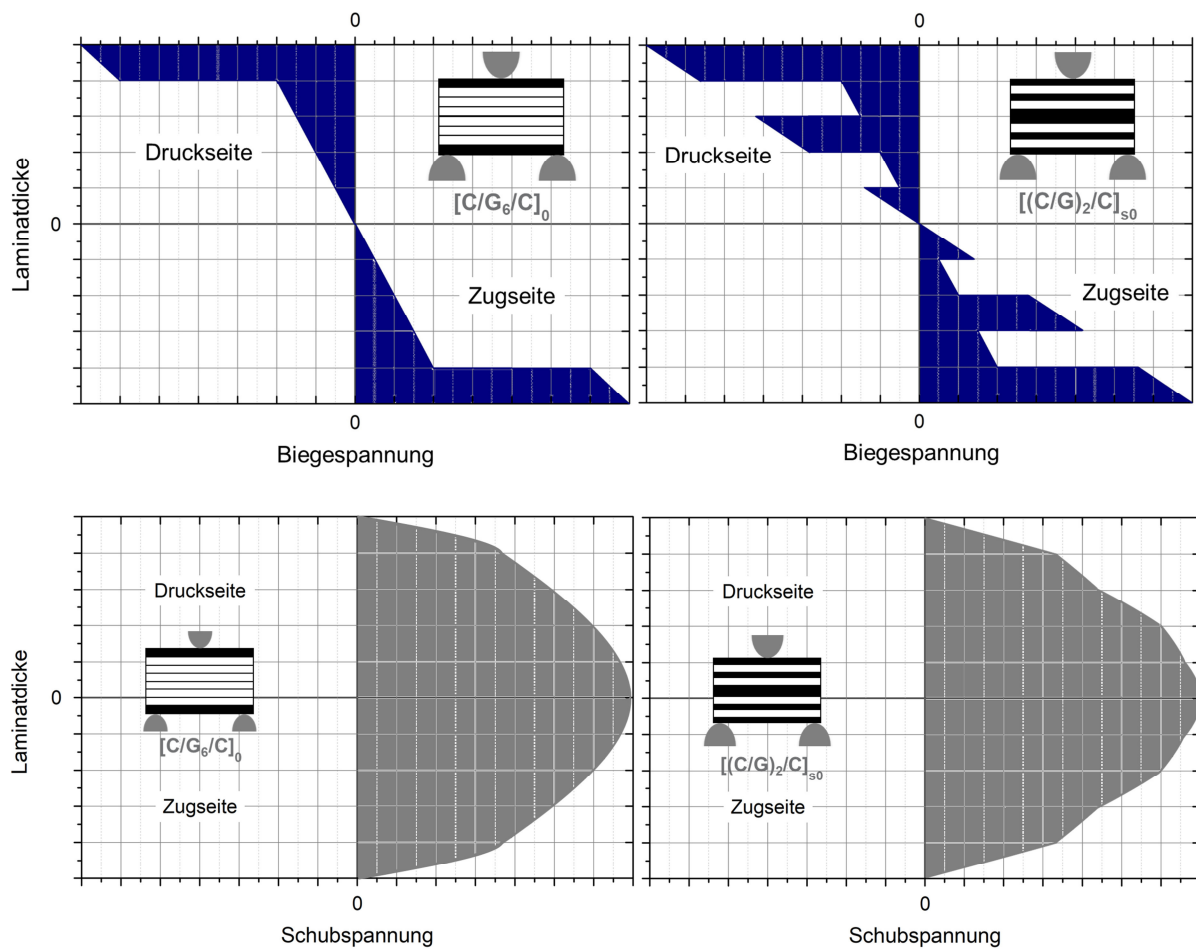 0
0
Druckseite
[C/G6/C]0
Zugseite
Laminatdicke
0
0
Biegespannung
Druckseite
[(C/G)2/C]s0
Zugseite
0
Biegespannung
Druckseite
[C/G6/C]0
Zugseite
Laminatdicke
0
0
Schubspannung
Druckseite
[(C/G)2/C]s0
Zugseite
0
Schubspannung